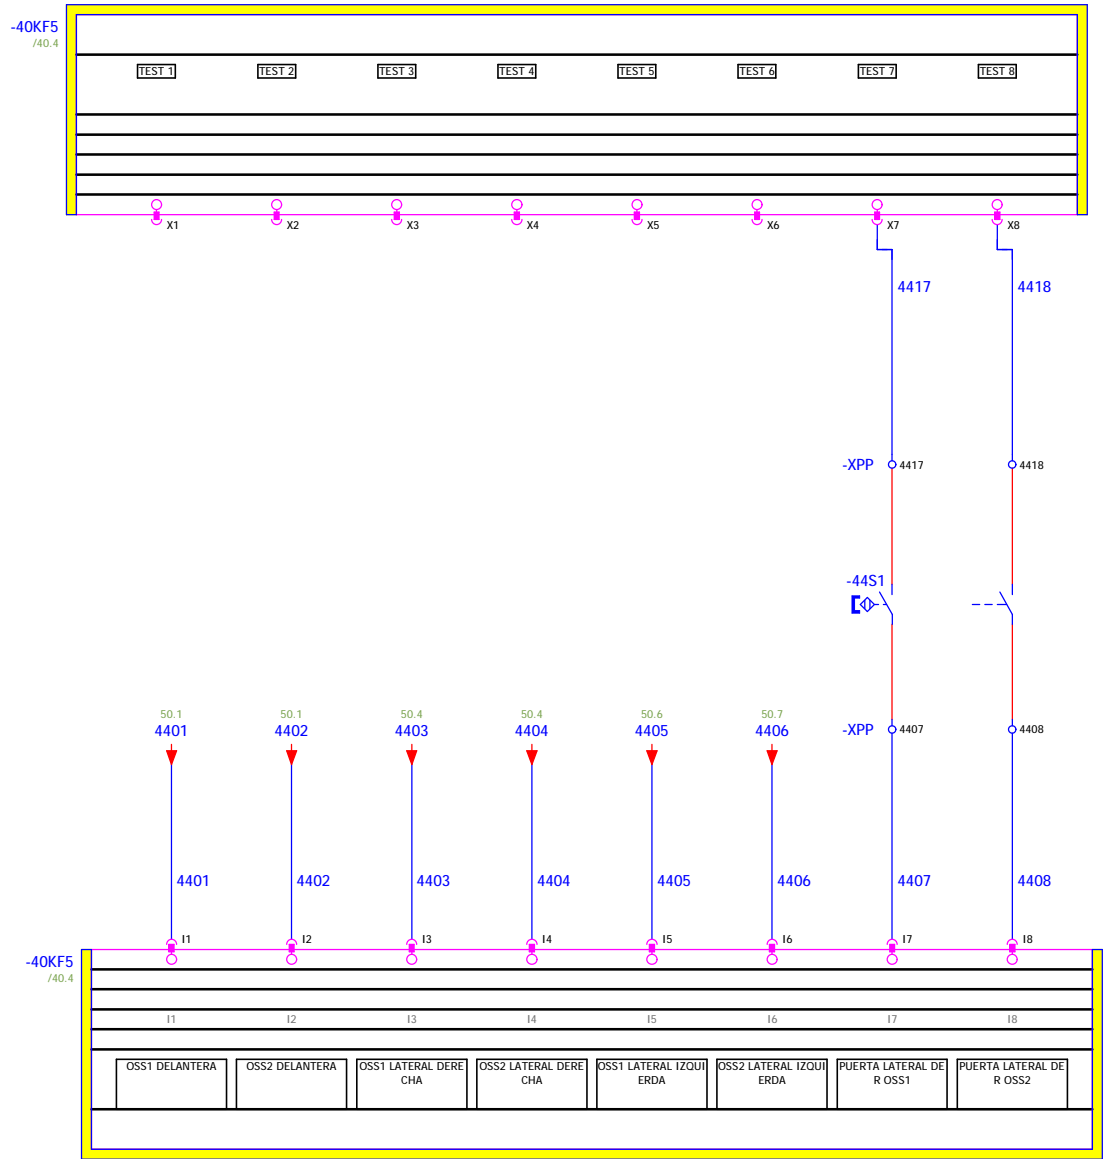 -40KF5
/40.4
TEST 1 TEST 2 TEST 3 TEST 4 TEST 5 TEST 6 TEST 7 TEST 8
X1 X2 X3 X4 X5 X6 X7 X8
4417 4418
-XPP 4417 4418
-44S1
50.1 50.1 50.4 50.4 50.6 50.7
4401 4402 4403 4404 4405 4406 -XPP 4407 4408
4401 4402 4403 4404 4405 4406 4407 4408
I1 I2 I3 I4 I5 I6 I7 I8
-40KF5
/40.4
I1 I2 I3 I4 I5 I6 I7 I8
OSS1 DELANTERA OSS2 DELANTERA OSS1 LATERAL DERE OSS2 LATERAL DERE OSS1 LATERAL IZQUI OSS2 LATERAL IZQUI PUERTA LATERAL DE PUERTA LATERAL DE
CHA CHA ERDA ERDA R OSS1 R OSS2